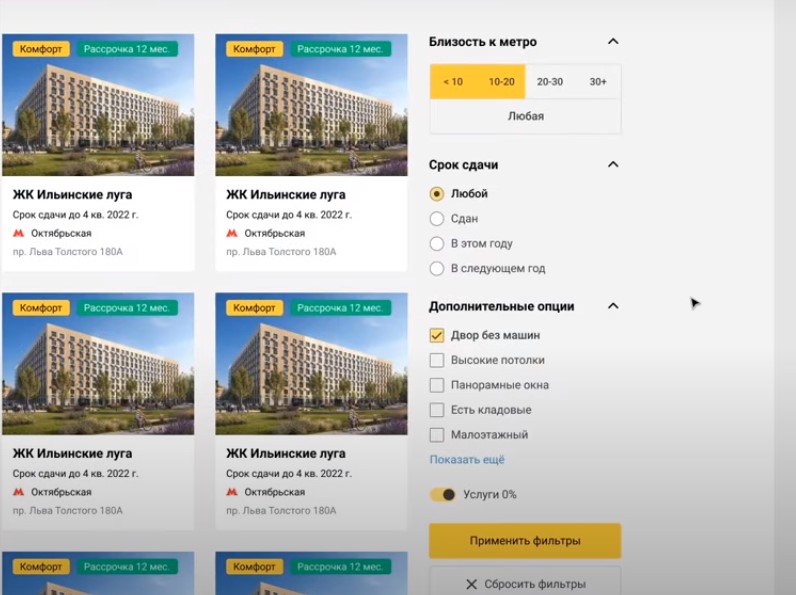 Комфорт Рассрочка 12 мес.
ЖК Ильинские луга
Срок сдачи до 4 кв. 2022 г.
Октябрьская
пр. Льва Толстого 180А
Комфорт Рассрочка 12 мес.
ЖК Ильинские луга
Срок сдачи до 4 кв. 2022 г.
Октябрьская
пр. Льва Толстого 180А
Комфорт Рассрочка 12 мес.
ЖК Ильинские луга
Срок сдачи до 4 кв. 2022 г.
Октябрьская
пр. Льва Толстого 180А
Комфорт Рассрочка 12 мес.
ЖК Ильинские луга
Срок сдачи до 4 кв. 2022 г.
Октябрьская
пр. Льва Толстого 180А
Комфорт Рассрочка 12 мес.
Комфорт Рассрочка 12 мес.
Близость к метро
< 10 10-20 20-30 30+
Любая
Срок сдачи
Любой
Сдан
В этом году
В следующем год
Дополнительные опции
Двор без машин
Высокие потолки
Панорамные окна
Есть кладовые
Малоэтажный
Показать ещё
Услуги 0%
Применить фильтры
Сбросить фильтры